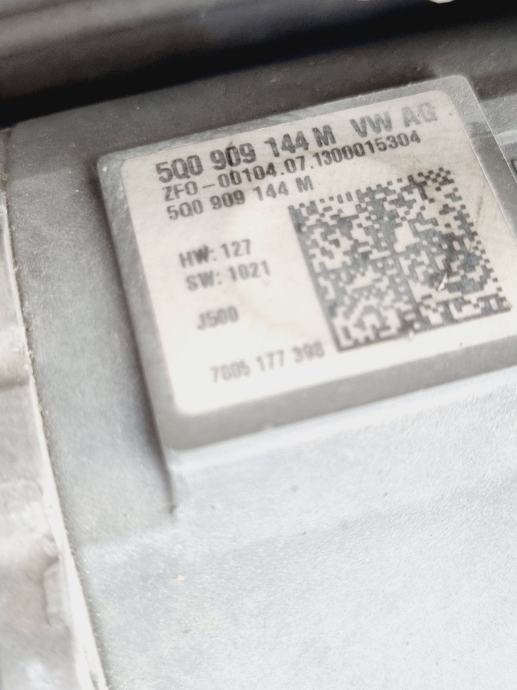 5Q0 909 144 M VW AG
ZFO-00104.07.1300015304
5Q0 909 144 M
HW: 127
SW: 1021
J500
7805 177 398